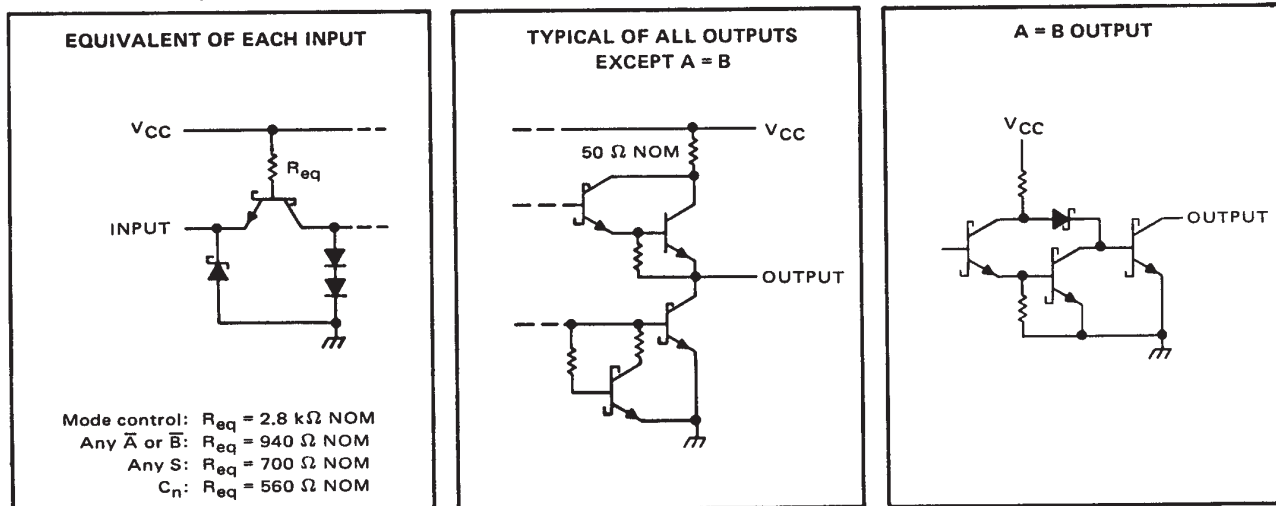 EQUIVALENT OF EACH INPUT
VCC
Req
INPUT
Mode control: Req = 2.8 kΩ NOM
Any A̅ or B̅: Req = 940 Ω NOM
Any S: Req = 700 Ω NOM
Cn: Req = 560 Ω NOM
TYPICAL OF ALL OUTPUTS
EXCEPT A = B
VCC
50 Ω NOM
OUTPUT
A = B OUTPUT
VCC
OUTPUT